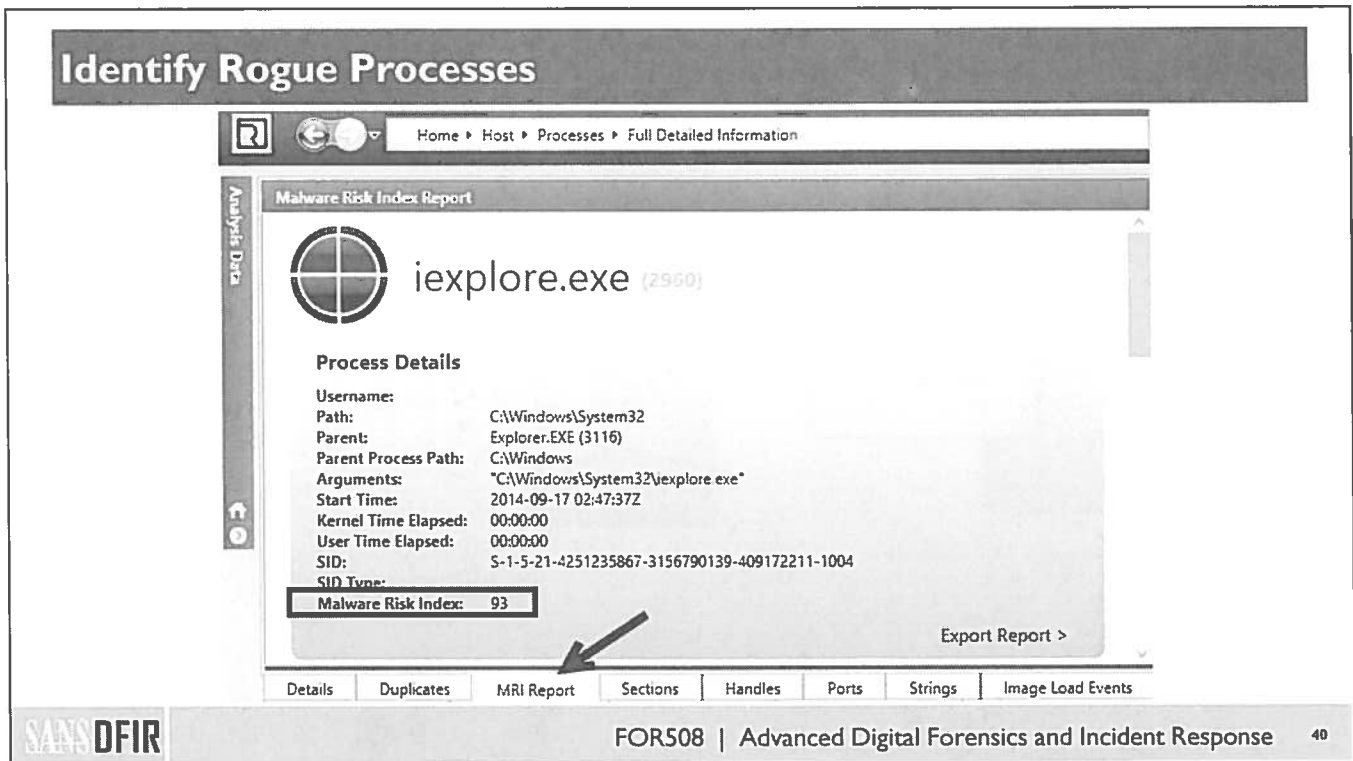 Identify Rogue Processes
Home ▸ Host ▸ Processes ▸ Full Detailed Information
Analysis Data
Malware Risk Index Report
iexplore.exe (2960)
Process Details
Username:
Path: C:\Windows\System32
Parent: Explorer.EXE (3116)
Parent Process Path: C:\Windows
Arguments: "C:\Windows\System32\iexplore.exe"
Start Time: 2014-09-17 02:47:37Z
Kernel Time Elapsed: 00:00:00
User Time Elapsed: 00:00:00
SID: S-1-5-21-4251235867-3156790139-409172211-1004
SID Type:
Malware Risk Index: 93
Export Report >
Details Duplicates MRI Report Sections Handles Ports Strings Image Load Events
SANS DFIR
FOR508 | Advanced Digital Forensics and Incident Response 40